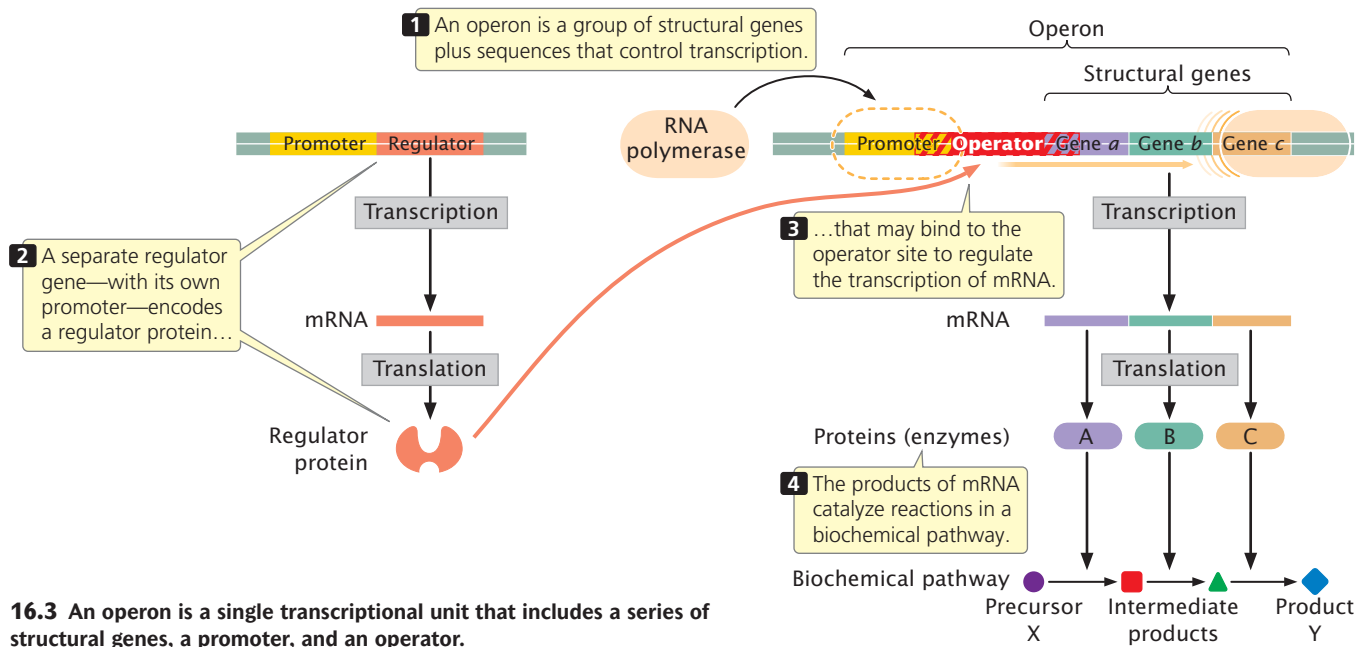 1 An operon is a group of structural genes
plus sequences that control transcription.
Operon
Structural genes
RNA
polymerase
Promoter Regulator
Promoter Operator Gene a Gene b Gene c
Transcription
Transcription
2 A separate regulator
gene—with its own
promoter—encodes
a regulator protein…
3 …that may bind to the
operator site to regulate
the transcription of mRNA.
mRNA
mRNA
Translation
Translation
Regulator
protein
Proteins (enzymes)
A B C
4 The products of mRNA
catalyze reactions in a
biochemical pathway.
Biochemical pathway
Precursor
X
Intermediate
products
Product
Y
16.3 An operon is a single transcriptional unit that includes a series of
structural genes, a promoter, and an operator.